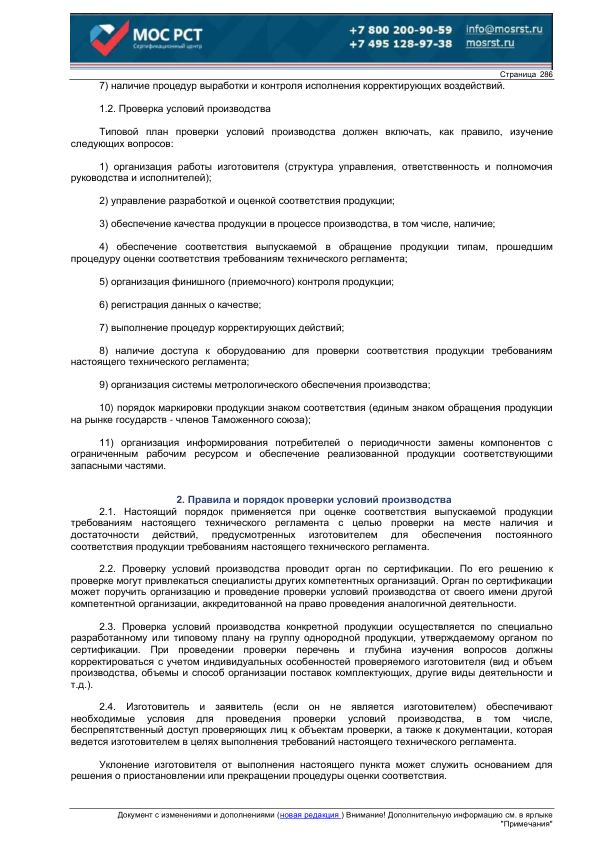 МОС РСТ
Сертификационный центр
+7 800 200-90-59 info@mosrst.ru
+7 495 128-97-38 mosrst.ru
Страница 286
7) наличие процедур выработки и контроля исполнения корректирующих воздействий.
1.2. Проверка условий производства
Типовой план проверки условий производства должен включать, как правило, изучение
следующих вопросов:
1) организация работы изготовителя (структура управления, ответственность и полномочия
руководства и исполнителей);
2) управление разработкой и оценкой соответствия продукции;
3) обеспечение качества продукции в процессе производства, в том числе, наличие;
4) обеспечение соответствия выпускаемой в обращение продукции типам, прошедшим
процедуру оценки соответствия требованиям технического регламента;
5) организация финишного (приемочного) контроля продукции;
6) регистрация данных о качестве;
7) выполнение процедур корректирующих действий;
8) наличие доступа к оборудованию для проверки соответствия продукции требованиям
настоящего технического регламента;
9) организация системы метрологического обеспечения производства;
10) порядок маркировки продукции знаком соответствия (единым знаком обращения продукции
на рынке государств - членов Таможенного союза);
11) организация информирования потребителей о периодичности замены компонентов с
ограниченным рабочим ресурсом и обеспечение реализованной продукции соответствующими
запасными частями.
2. Правила и порядок проверки условий производства
2.1. Настоящий порядок применяется при оценке соответствия выпускаемой продукции
требованиям настоящего технического регламента с целью проверки на месте наличия и
достаточности действий, предусмотренных изготовителем для обеспечения постоянного
соответствия продукции требованиям настоящего технического регламента.
2.2. Проверку условий производства проводит орган по сертификации. По его решению к
проверке могут привлекаться специалисты других компетентных организаций. Орган по сертификации
может поручить организацию и проведение проверки условий производства от своего имени другой
компетентной организации, аккредитованной на право проведения аналогичной деятельности.
2.3. Проверка условий производства конкретной продукции осуществляется по специально
разработанному или типовому плану на группу однородной продукции, утверждаемому органом по
сертификации. При проведении проверки перечень и глубина изучения вопросов должны
корректироваться с учетом индивидуальных особенностей проверяемого изготовителя (вид и объем
производства, объемы и способ организации поставок комплектующих, другие виды деятельности и
т.д.).
2.4. Изготовитель и заявитель (если он не является изготовителем) обеспечивают
необходимые условия для проведения проверки условий производства, в том числе,
беспрепятственный доступ проверяющих лиц к объектам проверки, а также к документации, которая
ведется изготовителем в целях выполнения требований настоящего технического регламента.
Уклонение изготовителя от выполнения настоящего пункта может служить основанием для
решения о приостановлении или прекращении процедуры оценки соответствия.
Документ с изменениями и дополнениями (новая редакция ) Внимание! Дополнительную информацию см. в ярлыке
"Примечания"